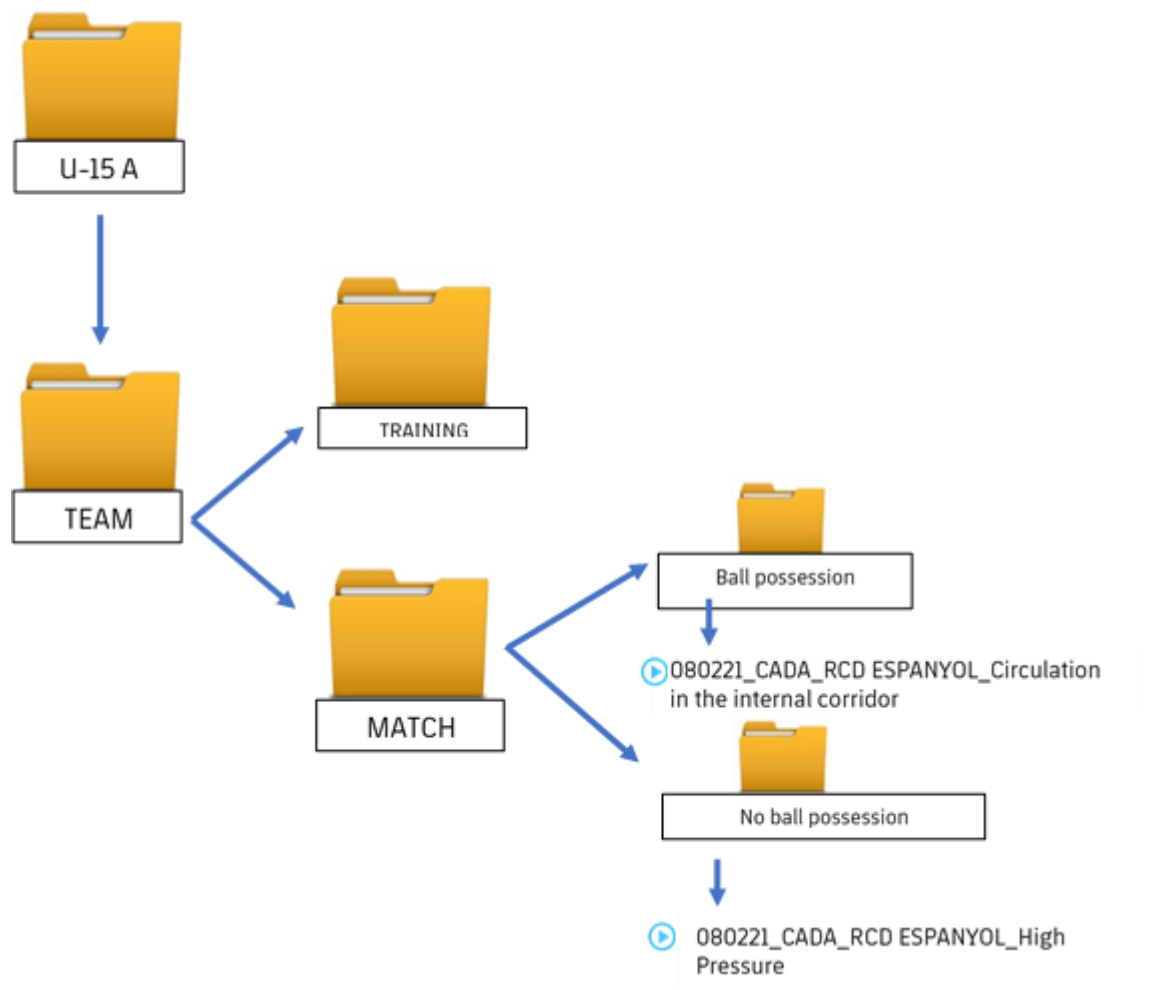 U-15 A
TRAINING
TEAM
Ball possession
080221_CADA_RCD ESPANYOL_Circulation
in the internal corridor
MATCH
No ball possession
080221_CADA_RCD ESPANYOL_High
Pressure